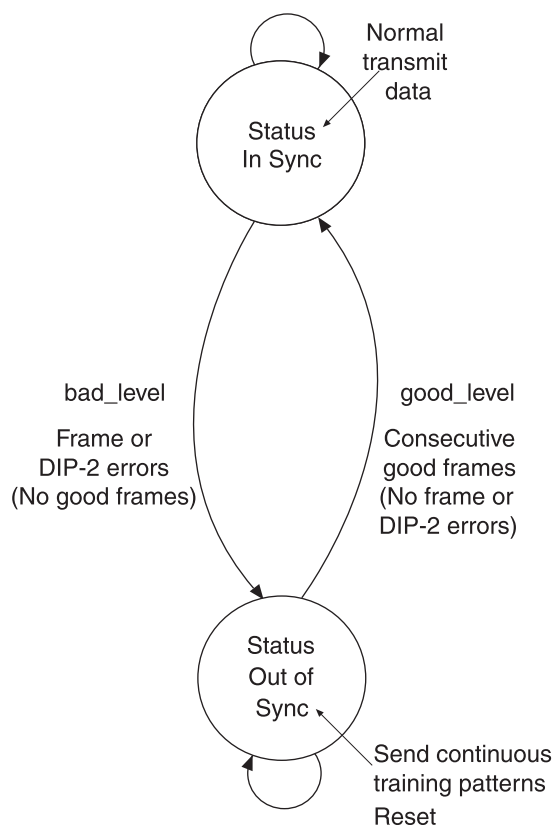 Normal
transmit
data
Status
In Sync
bad_level
Frame or
DIP-2 errors
(No good frames)
good_level
Consecutive
good frames
(No frame or
DIP-2 errors)
Status
Out of
Sync
Send continuous
training patterns
Reset